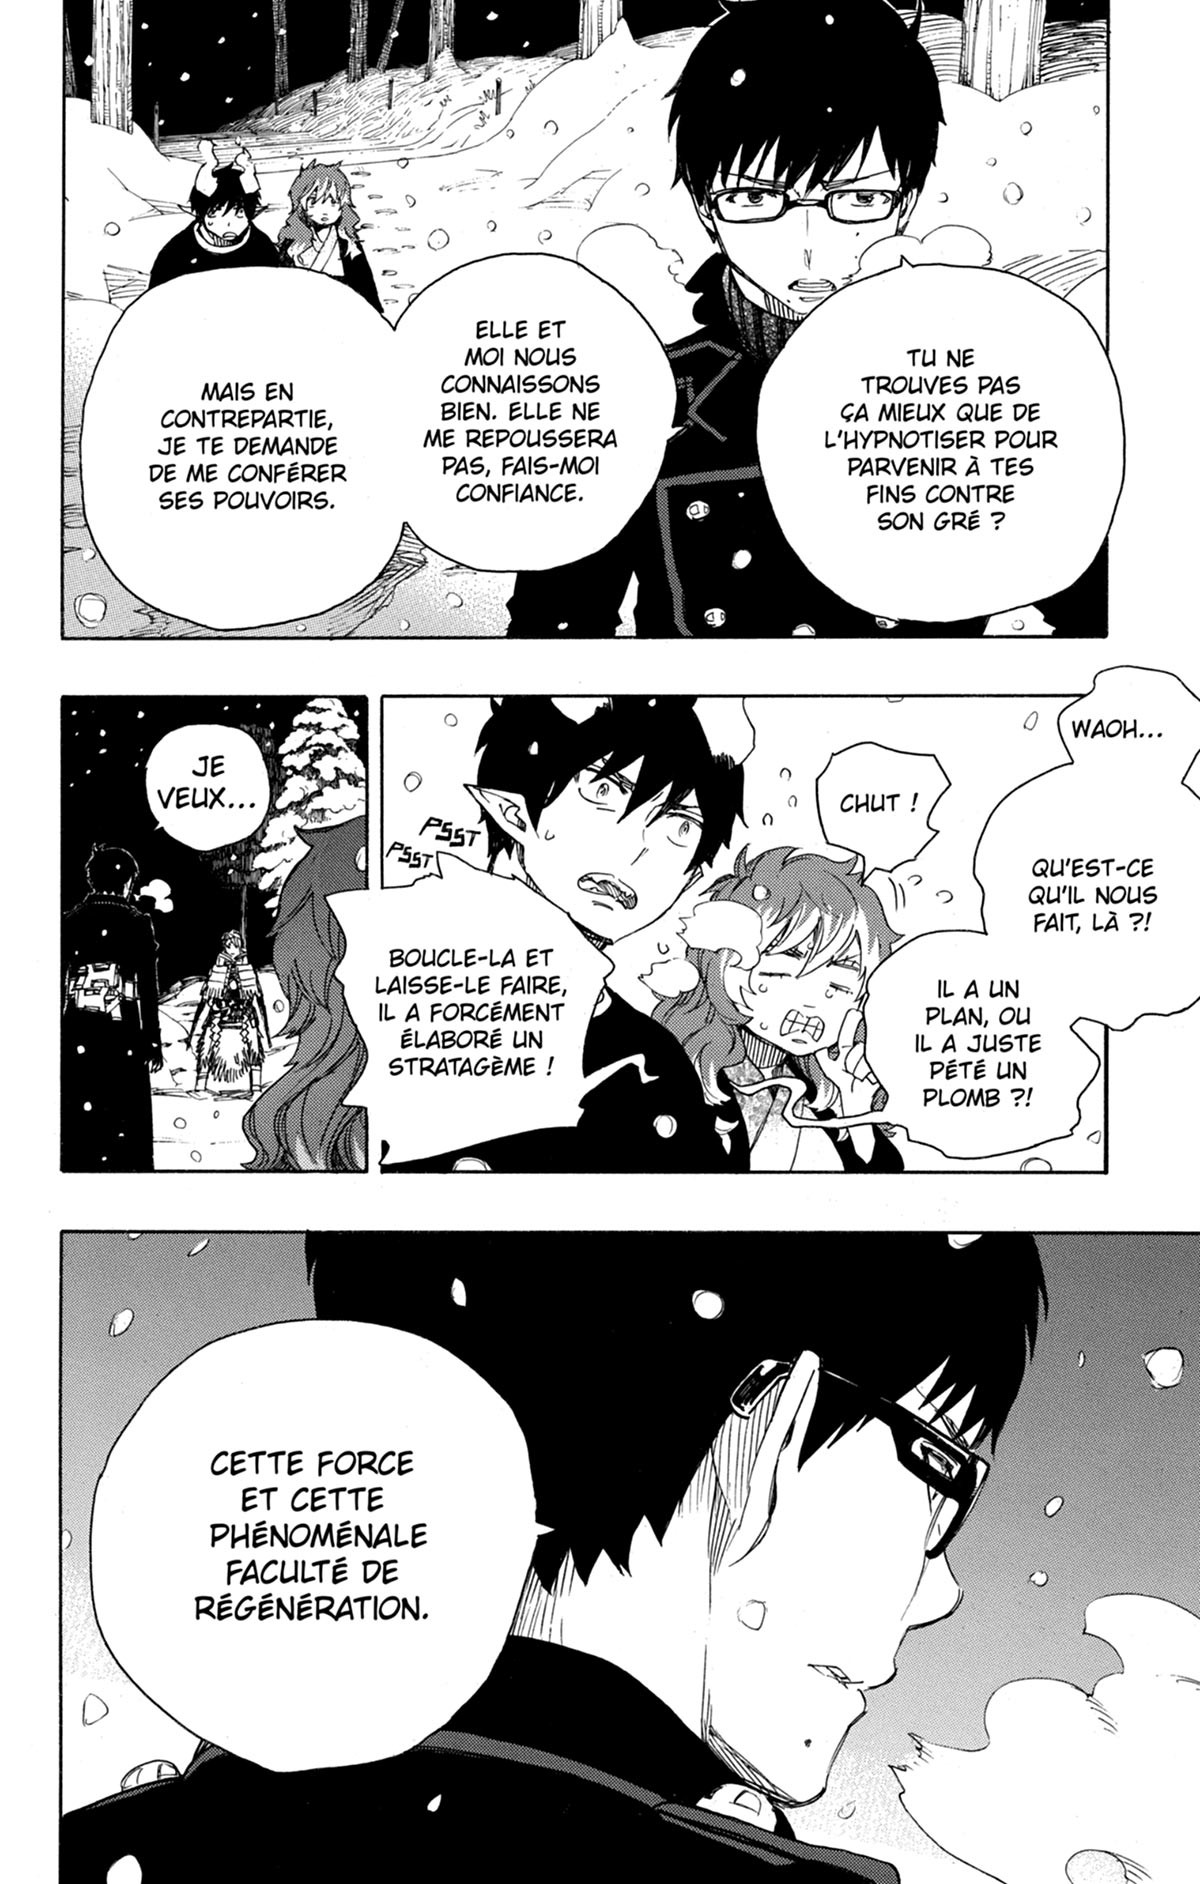 TU NE
TROUVES PAS
ÇA MIEUX QUE DE
L'HYPNOTISER POUR
PARVENIR À TES
FINS CONTRE
SON GRÉ ?
ELLE ET
MOI NOUS
CONNAISSONS
BIEN. ELLE NE
ME REPOUSSERA
PAS, FAIS-MOI
CONFIANCE.
MAIS EN
CONTREPARTIE,
JE TE DEMANDE
DE ME CONFÉRER
SES POUVOIRS.
WAOH...
QU'EST-CE
QU'IL NOUS
FAIT, LÀ ?!
IL A UN
PLAN, OU
IL A JUSTE
PÉTÉ UN
PLOMB ?!
CHUT !
PSST
PSST
BOUCLE-LA ET
LAISSE-LE FAIRE,
IL A FORCÉMENT
ÉLABORÉ UN
STRATAGÈME !
JE
VEUX...
CETTE FORCE
ET CETTE
PHÉNOMÉNALE
FACULTÉ DE
RÉGÉNÉRATION.